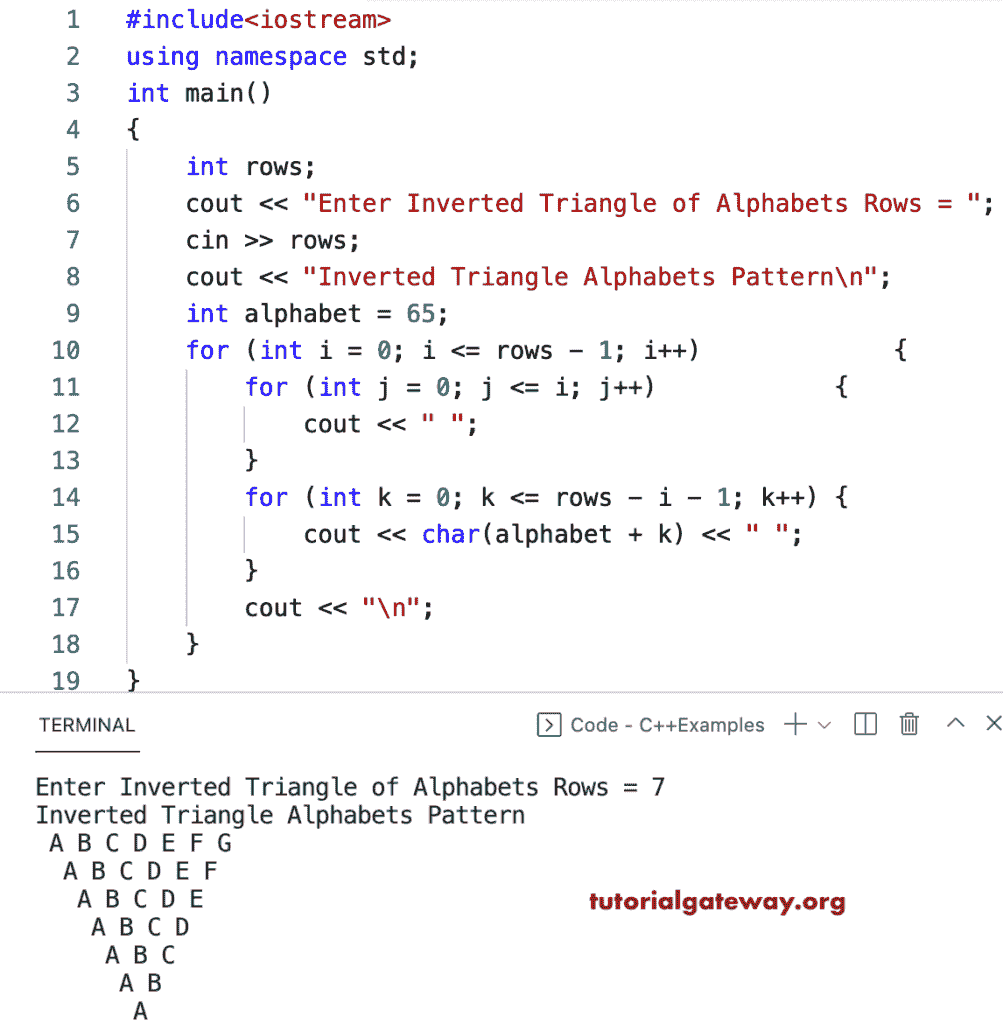 1 #include<iostream>
2 using namespace std;
3 int main()
4 {
5     int rows;
6     cout << "Enter Inverted Triangle of Alphabets Rows = ";
7     cin >> rows;
8     cout << "Inverted Triangle Alphabets Pattern\n";
9     int alphabet = 65;
10     for (int i = 0; i <= rows - 1; i++)             {
11         for (int j = 0; j <= i; j++)            {
12             cout << " ";
13         }
14         for (int k = 0; k <= rows - i - 1; k++) {
15             cout << char(alphabet + k) << " ";
16         }
17         cout << "\n";
18     }
19 }
TERMINAL Code - C++Examples
Enter Inverted Triangle of Alphabets Rows = 7
Inverted Triangle Alphabets Pattern
 A B C D E F G
  A B C D E F
   A B C D E
tutorialgateway.org
    A B C D
     A B C
      A B
       A